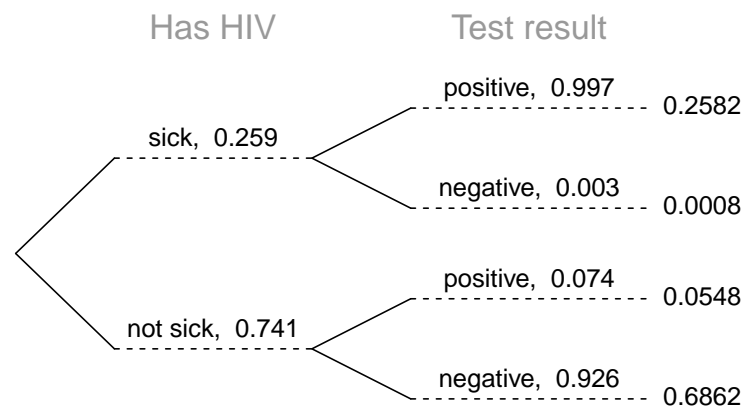 Has HIV
Test result
sick, 0.259
positive, 0.997
0.2582
negative, 0.003
0.0008
not sick, 0.741
positive, 0.074
0.0548
negative, 0.926
0.6862